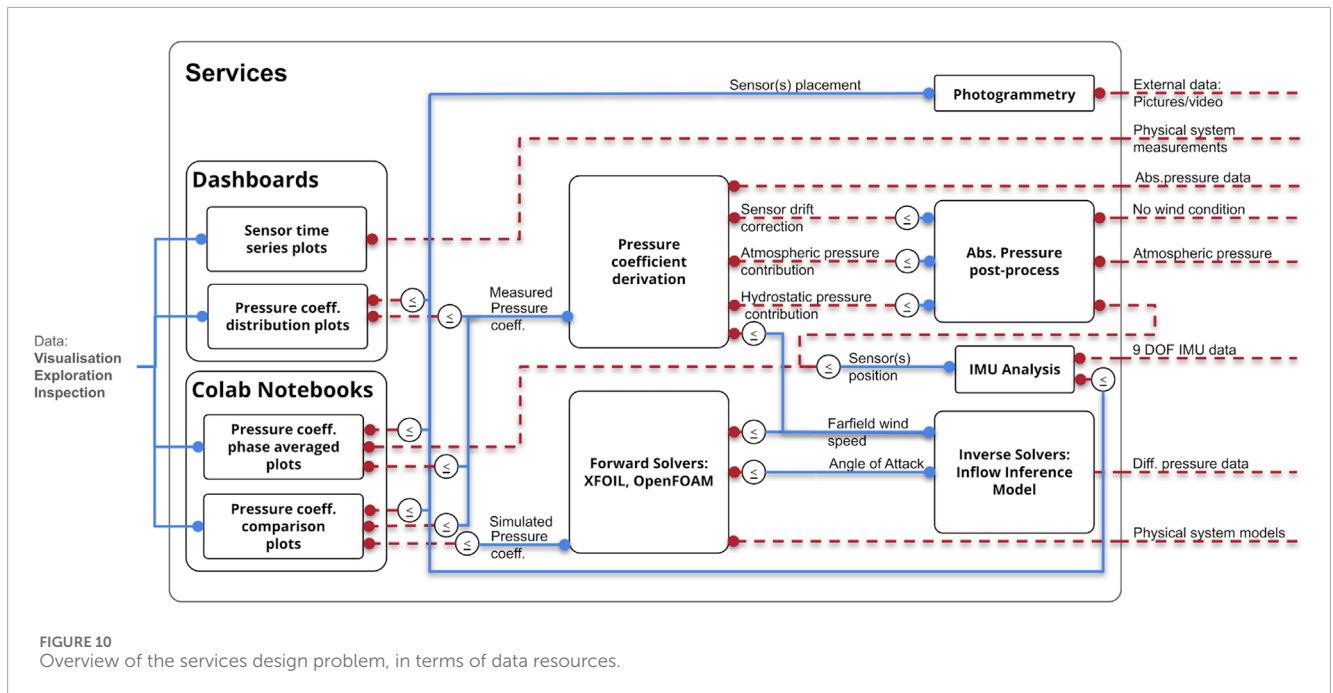 Services
Sensor(s) placement
Photogrammetry
External data:
Pictures/video
Physical system
measurements
Dashboards
Abs.pressure data
Sensor time
series plots
Pressure
coefficient
derivation
Sensor drift
correction
≤
Abs. Pressure
post-process
No wind condition
Atmospheric pressure
contribution
≤
Atmospheric pressure
Pressure coeff.
distribution plots
≤
≤
Measured
Pressure
coeff.
Hydrostatic pressure
contribution
≤
≤
Data:
Visualisation
Exploration
Inspection
≤
Sensor(s)
position
IMU Analysis
9 DOF IMU data
≤
Colab Notebooks
Pressure coeff.
phase averaged
plots
≤
≤
Forward Solvers:
XFOIL, OpenFOAM
≤
Farfield wind
speed
≤
Angle of Attack
Inverse Solvers:
Inflow Inference
Model
Diff. pressure data
Pressure coeff.
comparison
plots
≤
≤
≤
Simulated
Pressure
coeff.
Physical system models
FIGURE 10
Overview of the services design problem, in terms of data resources.